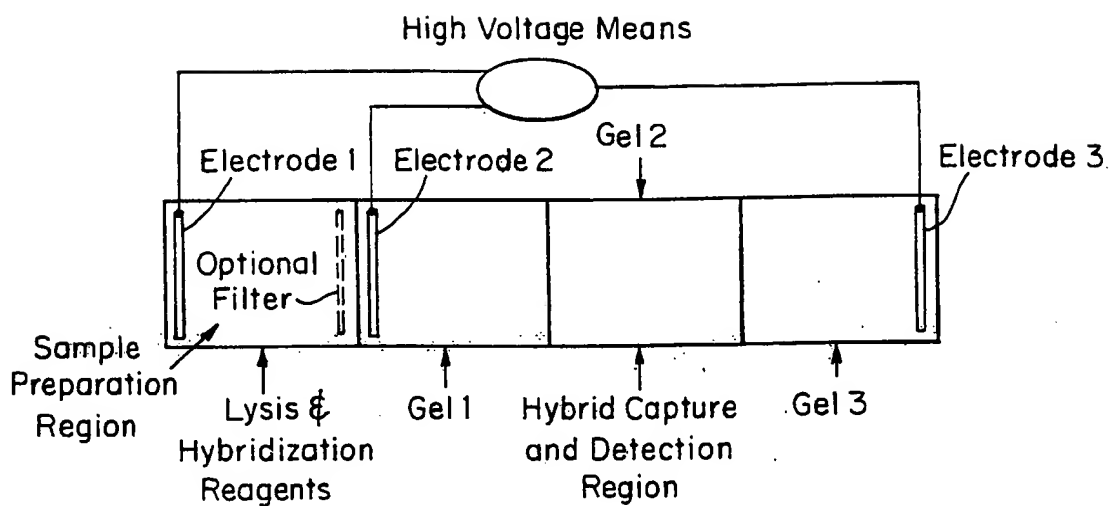 High Voltage Means
Gel 2
Electrode 1
Electrode 2
Electrode 3
Optional
Filter
Sample
Preparation
Region
Lysis &
Hybridization
Reagents
Gel 1
Hybrid Capture
and Detection
Region
Gel 3